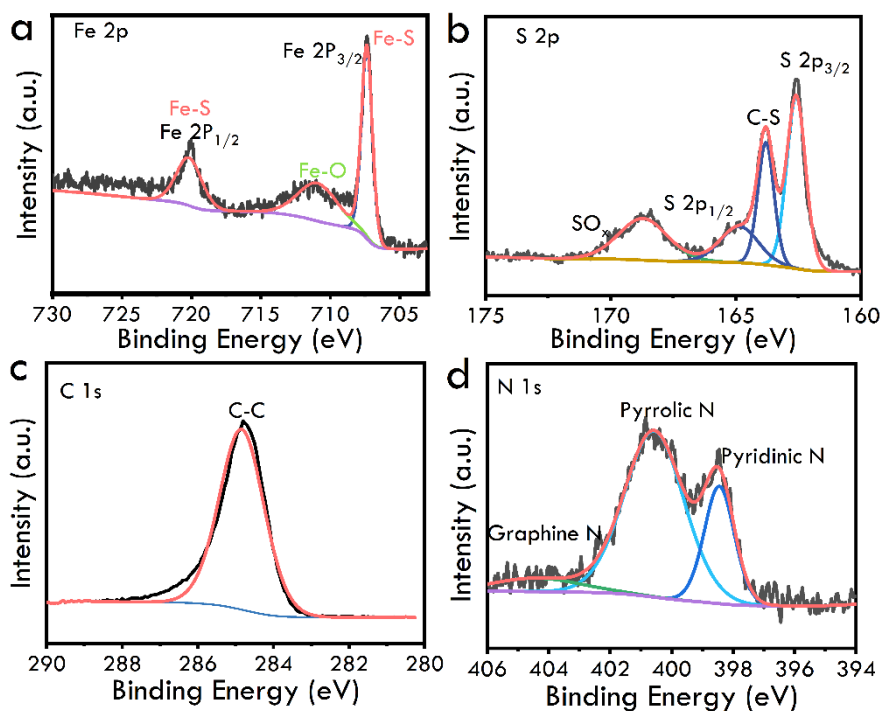 a
Fe 2p
Fe 2P3/2
Fe-S
Fe-S
Fe 2P1/2
Fe-O
Intensity (a.u.)
730 725 720 715 710 705
Binding Energy (eV)
b
S 2p
S 2p3/2
C-S
S 2p1/2
SOx
Intensity (a.u.)
175 170 165 160
Binding Energy (eV)
c
C 1s
C-C
Intensity (a.u.)
290 288 286 284 282 280
Binding Energy (eV)
d
N 1s
Pyrrolic N
Pyridinic N
Graphine N
Intensity (a.u.)
406 404 402 400 398 396 394
Binding Energy (eV)